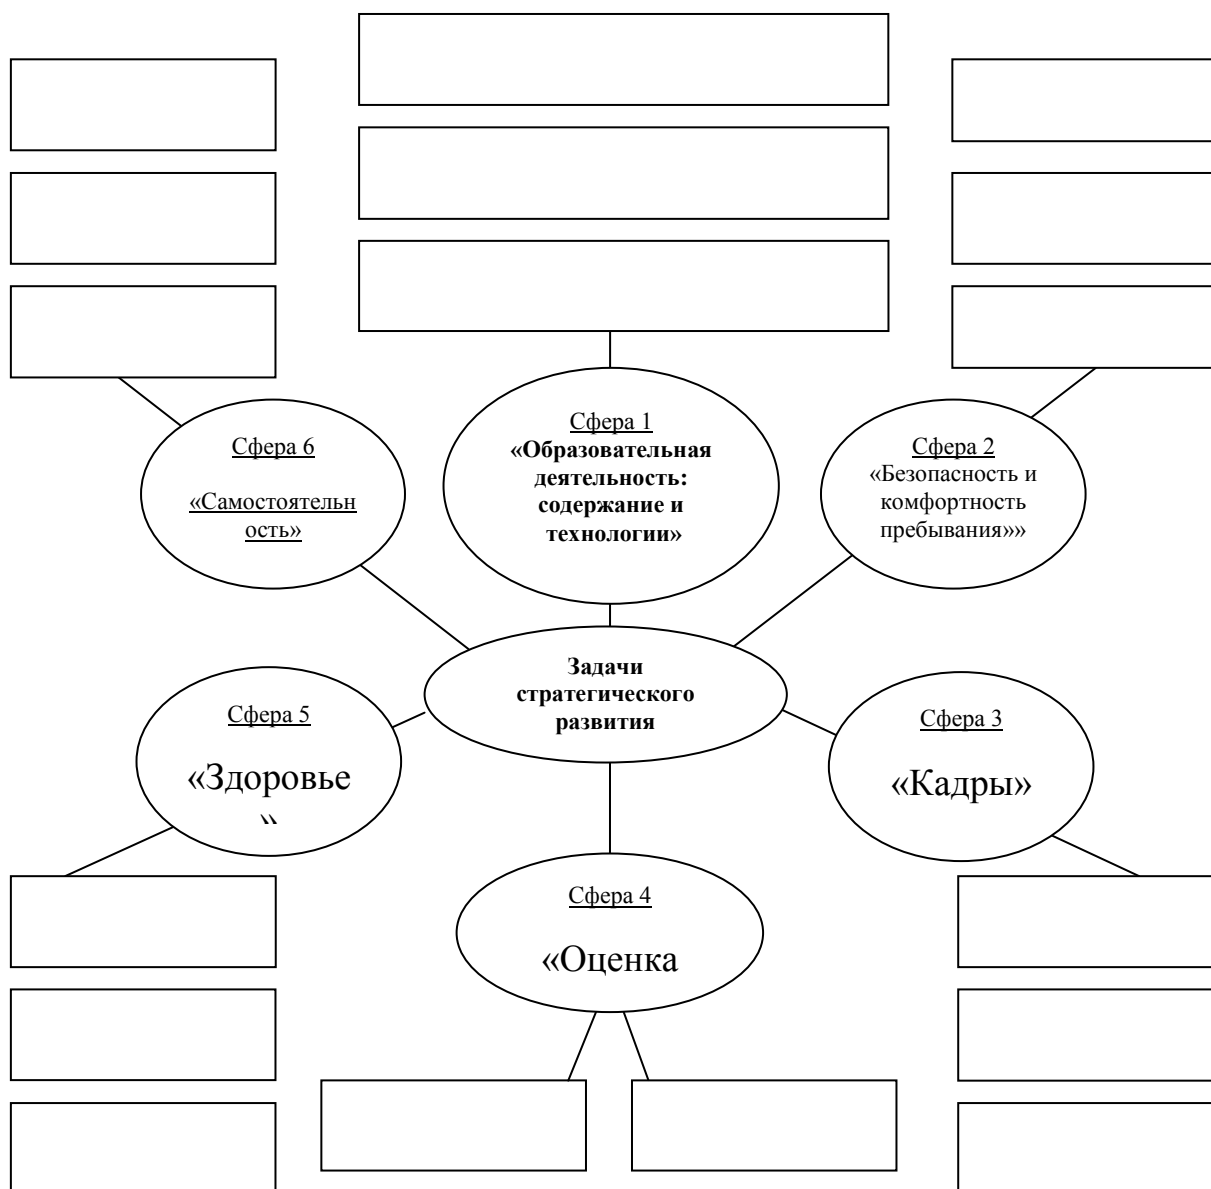 Сфера 1
«Образовательная
деятельность:
содержание и
технологии»
Сфера 6
«Самостоятельн
ость»
Сфера 2
«Безопасность и
комфортность
пребывания»»
Задачи
стратегического
развития
Сфера 5
«Здоровье
»
Сфера 3
«Кадры»
Сфера 4
«Оценка